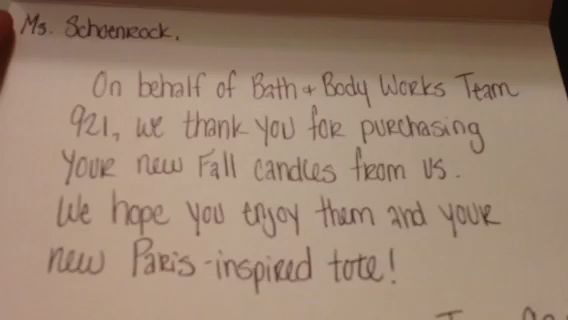 Ms. Schoenrock,
On behalf of Bath & Body Works Team
921, we thank you for purchasing
your new Fall candles from us.
We hope you enjoy them and your
new Paris-inspired tote!